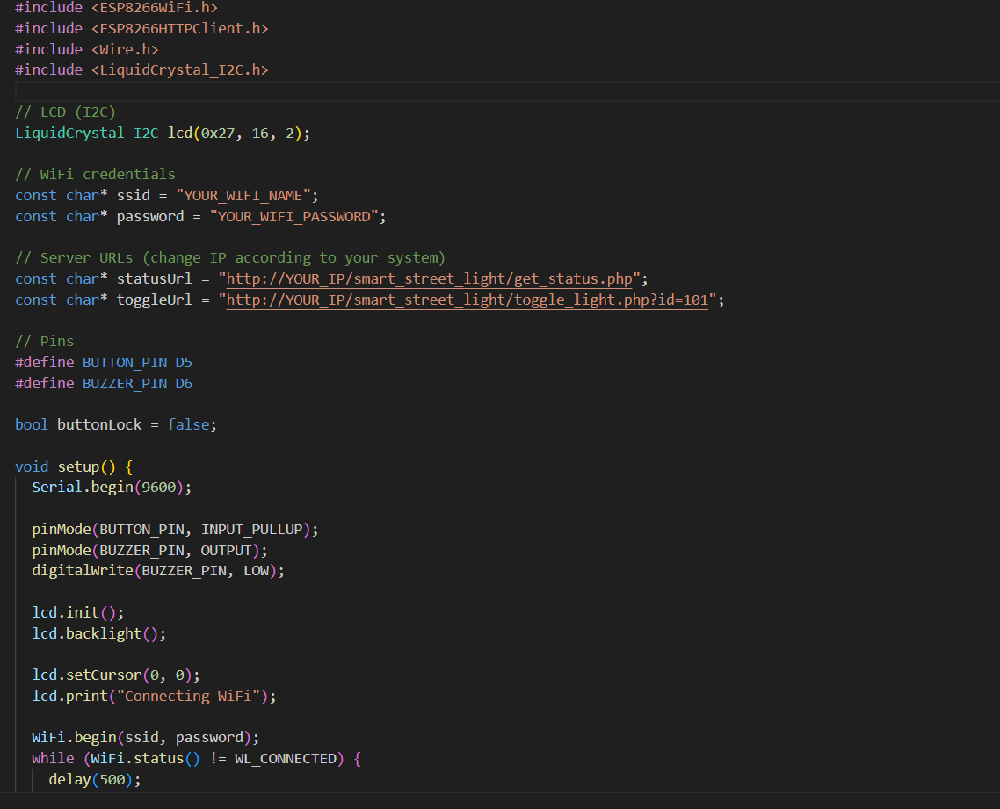 #include <ESP8266WiFi.h>
#include <ESP8266HTTPClient.h>
#include <Wire.h>
#include <LiquidCrystal_I2C.h>
// LCD (I2C)
LiquidCrystal_I2C lcd(0x27, 16, 2);
// WiFi credentials
const char* ssid = "YOUR_WIFI_NAME";
const char* password = "YOUR_WIFI_PASSWORD";
// Server URLs (change IP according to your system)
const char* statusUrl = "http://YOUR_IP/smart_street_light/get_status.php";
const char* toggleUrl = "http://YOUR_IP/smart_street_light/toggle_light.php?id=101";
// Pins
#define BUTTON_PIN D5
#define BUZZER_PIN D6
bool buttonLock = false;
void setup() {
  Serial.begin(9600);
  pinMode(BUTTON_PIN, INPUT_PULLUP);
  pinMode(BUZZER_PIN, OUTPUT);
  digitalWrite(BUZZER_PIN, LOW);
  lcd.init();
  lcd.backlight();
  lcd.setCursor(0, 0);
  lcd.print("Connecting WiFi");
  WiFi.begin(ssid, password);
  while (WiFi.status() != WL_CONNECTED) {
    delay(500);